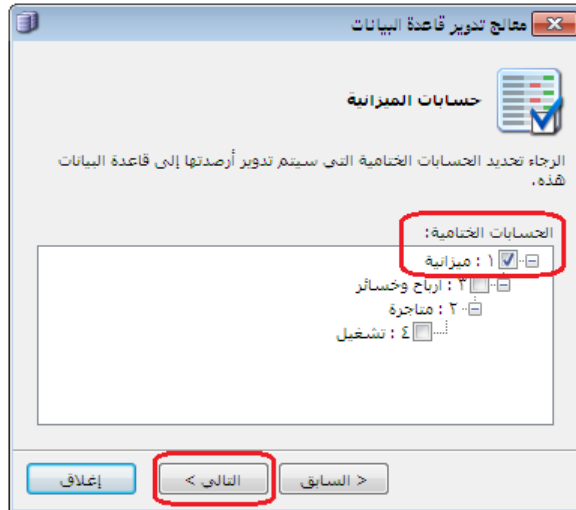 معالج تدوير قاعدة البيانات
حسابات الميزانية
الرجاء تحديد الحسابات الختامية التي سيتم تدوير أرصدتها إلى قاعدة البيانات
هذه.
الحسابات الختامية:
١ : ميزانية
٣ : ارباح وخسائر
٢ : متاجرة
٤ : تشغيل
< السابق
التالي >
إغلاق